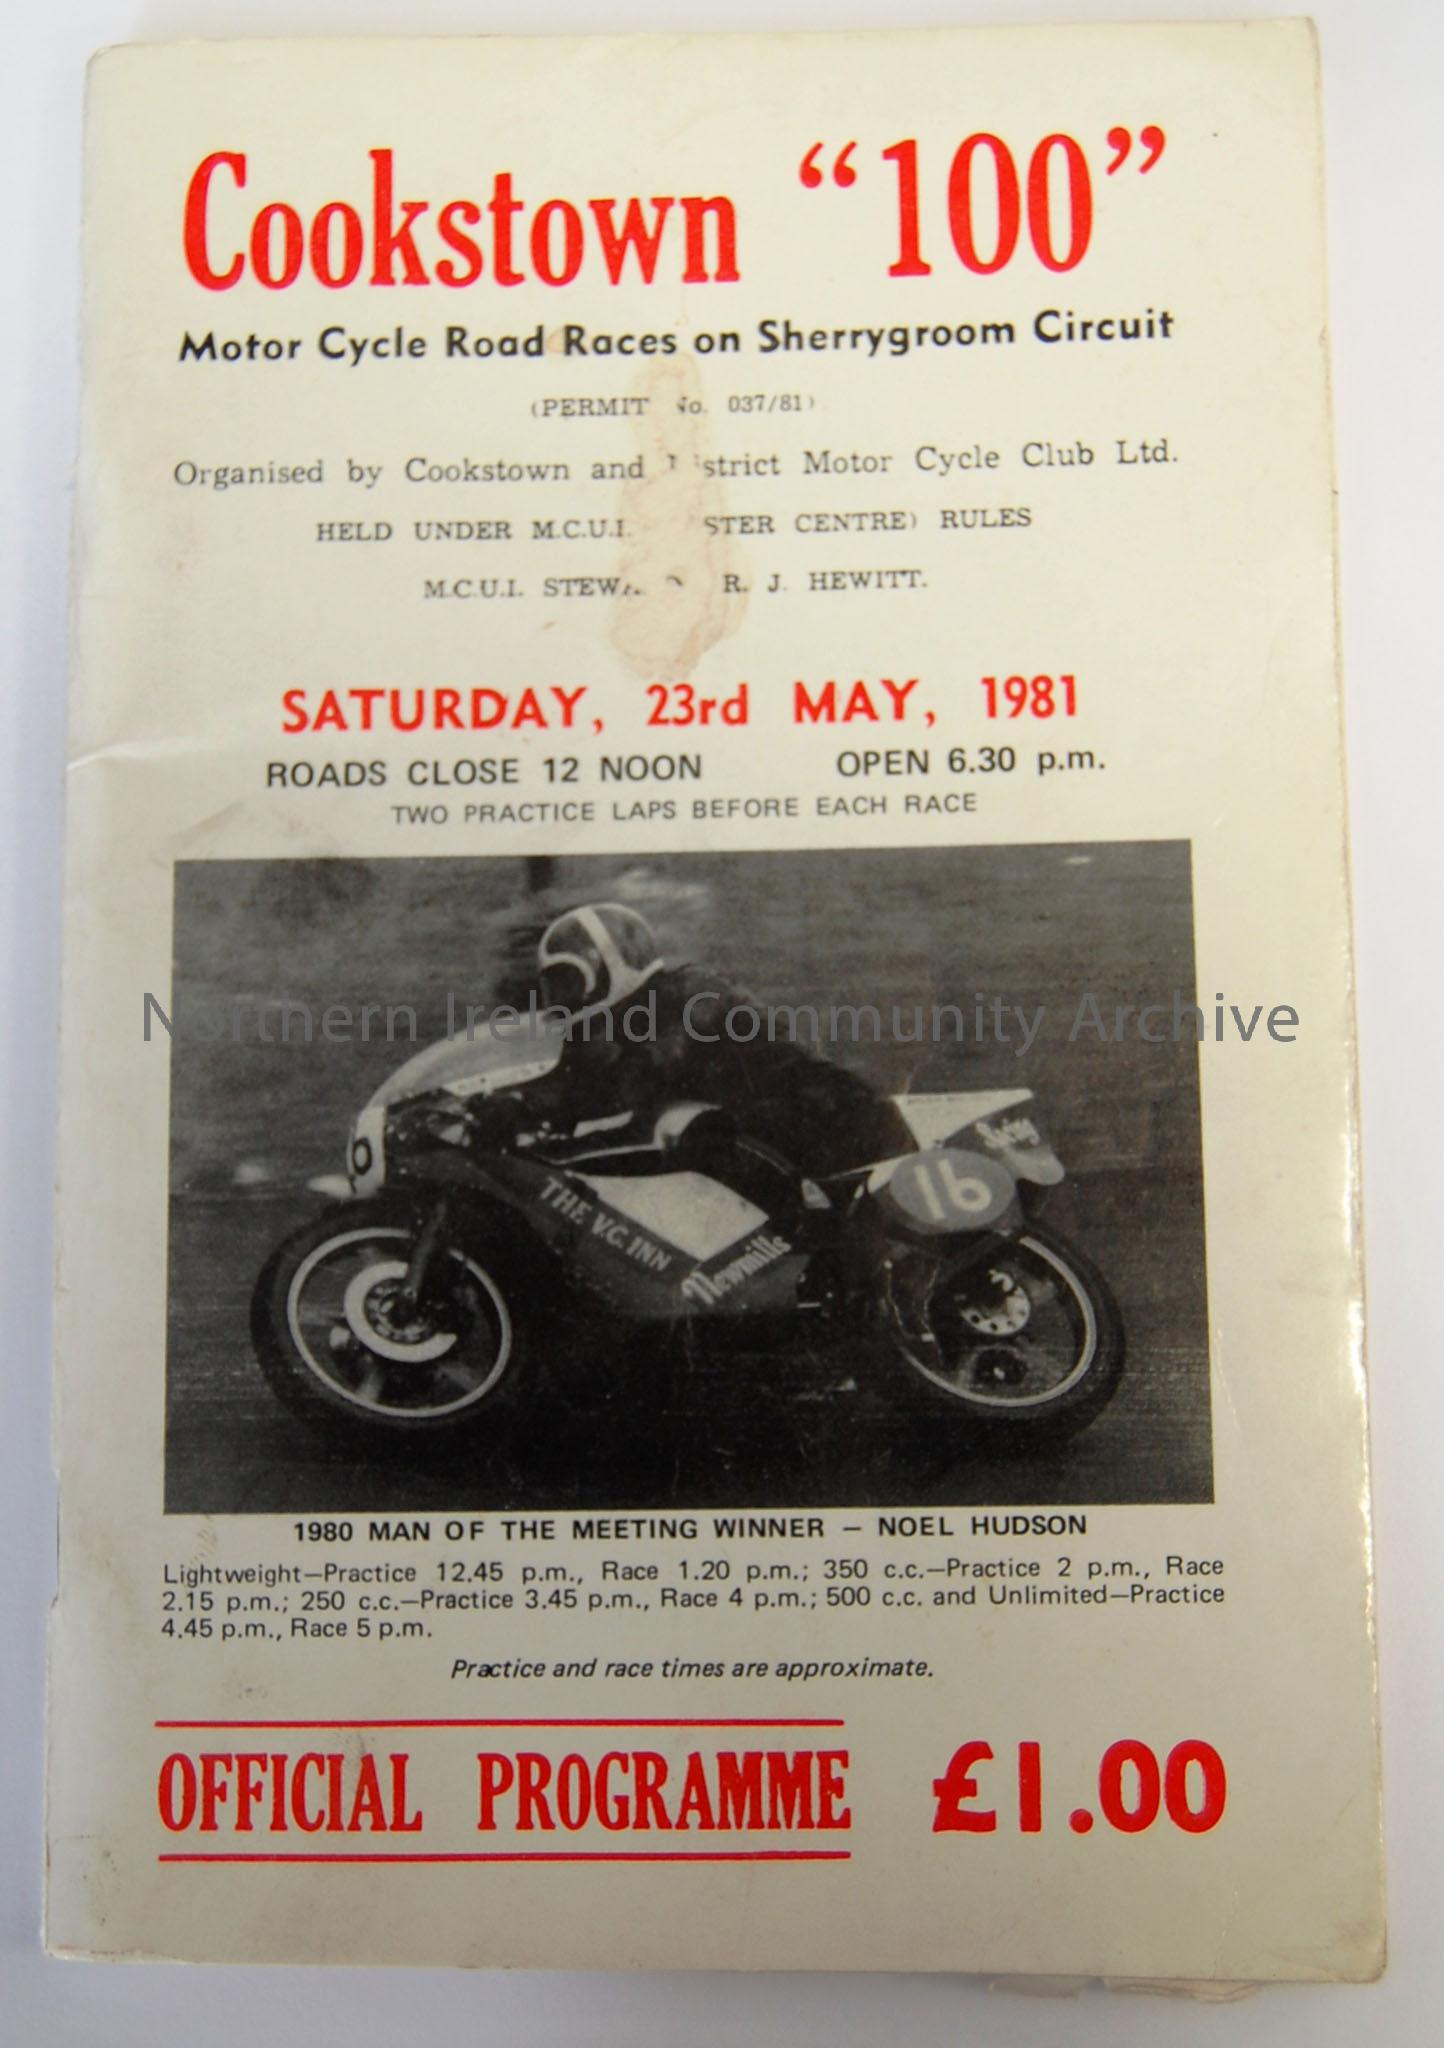 Cookstown “100”
Motor Cycle Road Races on Sherrygroom Circuit
(PERMIT No. 037/81)
Organised by Cookstown and District Motor Cycle Club Ltd.
HELD UNDER M.C.U.I. STER CENTRE) RULES
M.C.U.I. R. J. HEWITT.
SATURDAY, 23rd MAY, 1981
ROADS CLOSE 12 NOON OPEN 6.30 p.m.
TWO PRACTICE LAPS BEFORE EACH RACE
Northern Ireland Community Archive
16
THE V.C. INN
Newmills
1980 MAN OF THE MEETING WINNER – NOEL HUDSON
Lightweight—Practice 12.45 p.m., Race 1.20 p.m.; 350 c.c.—Practice 2 p.m., Race
2.15 p.m.; 250 c.c.—Practice 3.45 p.m., Race 4 p.m.; 500 c.c. and Unlimited—Practice
4.45 p.m., Race 5 p.m.
Practice and race times are approximate.
OFFICIAL PROGRAMME £1.00